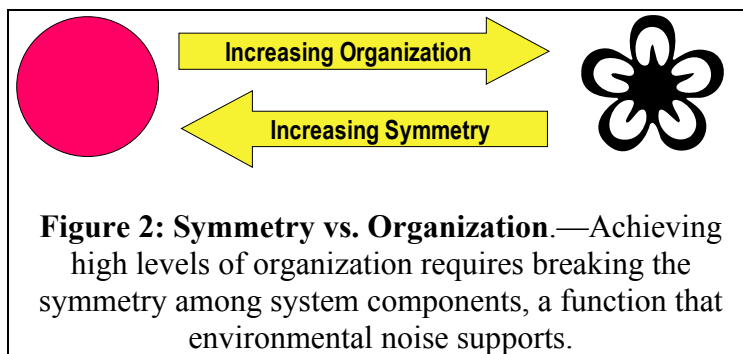 Increasing Organization
Increasing Symmetry
Figure 2: Symmetry vs. Organization.—Achieving
high levels of organization requires breaking the
symmetry among system components, a function that
environmental noise supports.